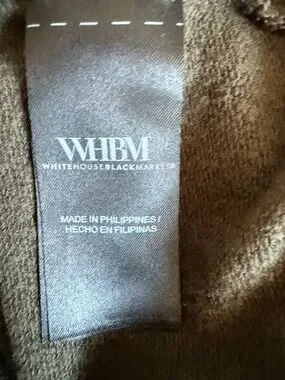 WHBM
WHITEHOUSEBLACKMARKET®
MADE IN PHILIPPINES /
HECHO EN FILIPINAS